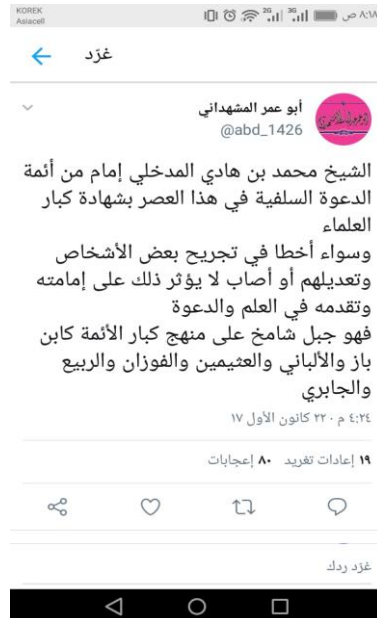 KOREK
Asiacell
2G 3G ٨:١٨ ص
غرّد
أبو عمر المشهداني
@abd_1426
الشيخ محمد بن هادي المدخلي إمام من أئمة
الدعوة السلفية في هذا العصر بشهادة كبار
العلماء
وسواء أخطا في تجريح بعض الأشخاص
وتعديلهم أو أصاب لا يؤثر ذلك على إمامته
وتقدمه في العلم والدعوة
فهو جبل شامخ على منهج كبار الأئمة كابن
باز والألباني والعثيمين والفوزان والربيع
والجابري
٤:٢٤ م · ٢٢٠ كانون الأول ١٧
١٩ إعادات تغريد ٨٠ إعجابات
غرّد ردك